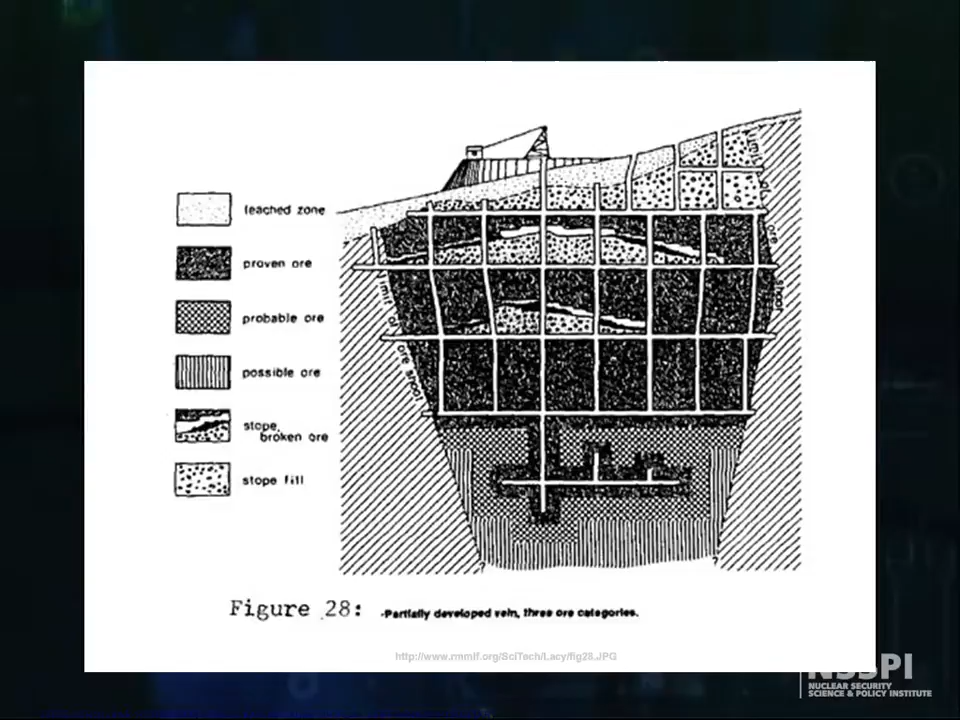 leached zone
proven ore
probable ore
possible ore
stope,
broken ore
stope fill
limit of ore shoot
limit of ore shoot
?
?
Figure 28: -Partially developed vein, three ore categories.
http://www.rmmlf.org/SciTech/Lacy/fig28.JPG
NSSPI
NUCLEAR SECURITY
SCIENCE & POLICY INSTITUTE